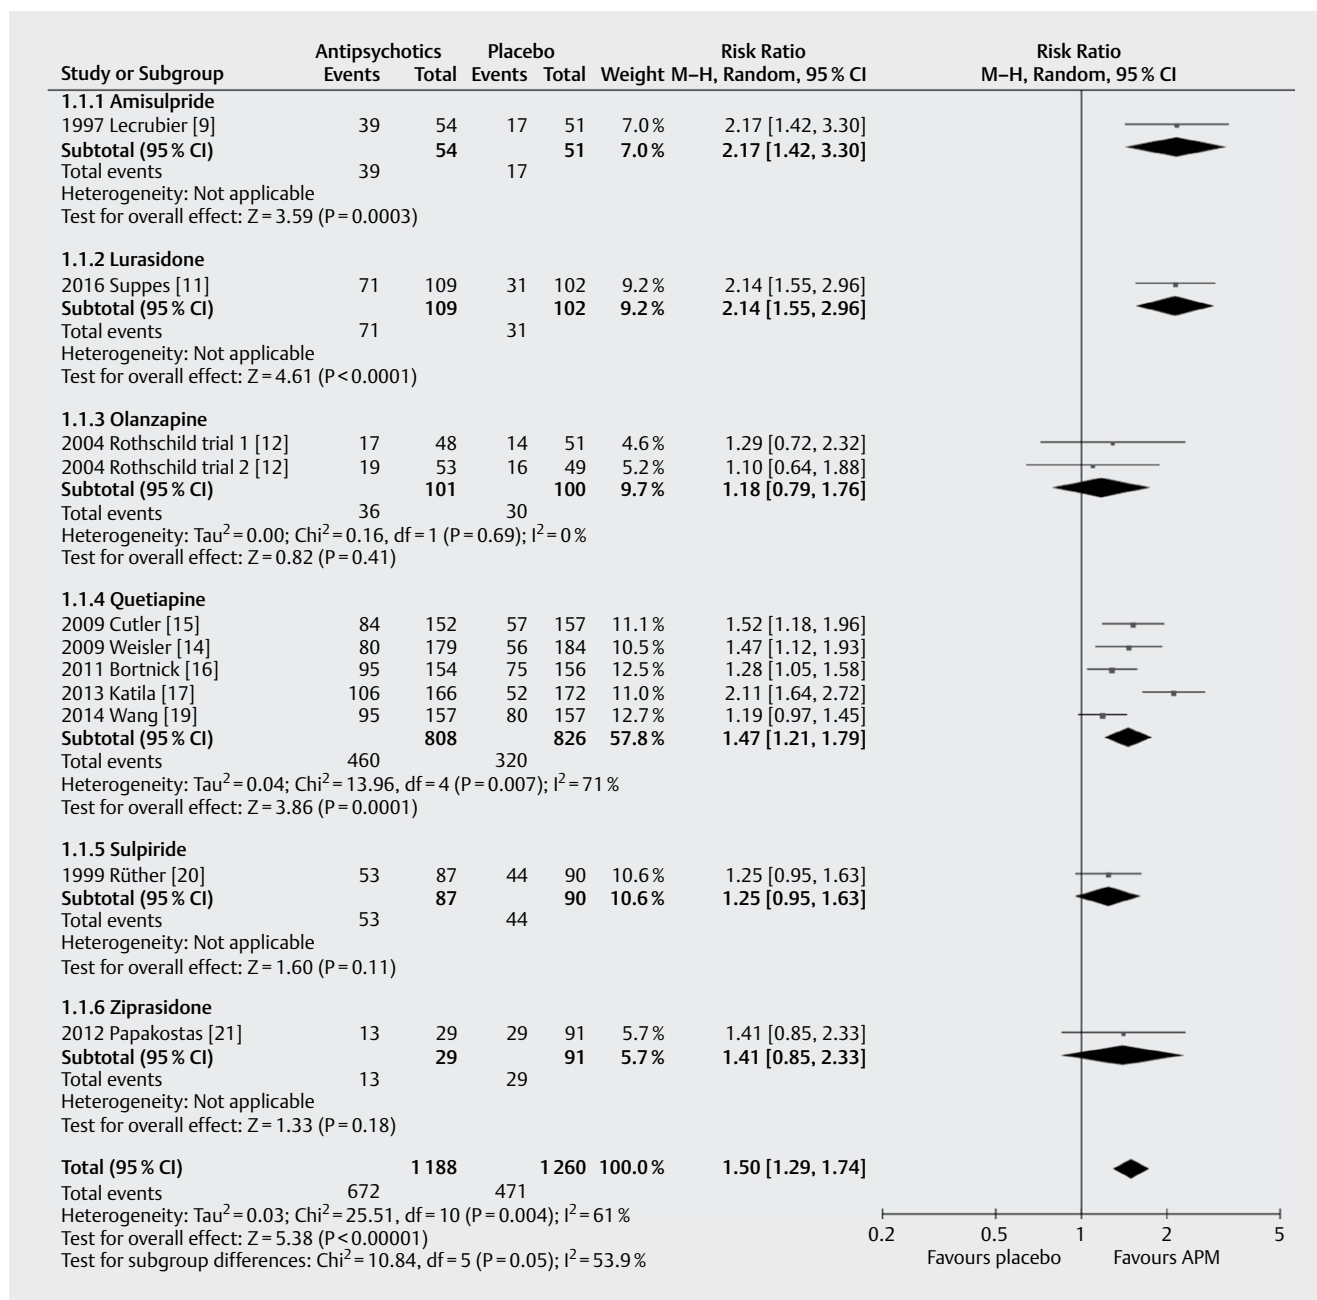 Antipsychotics Placebo Risk Ratio Risk Ratio
Study or Subgroup Events Total Events Total Weight M–H, Random, 95 % CI M–H, Random, 95 % CI
1.1.1 Amisulpride
1997 Lecrubier [9] 39 54 17 51 7.0 % 2.17 [1.42, 3.30]
Subtotal (95 % CI) 54 51 7.0 % 2.17 [1.42, 3.30]
Total events 39 17
Heterogeneity: Not applicable
Test for overall effect: Z = 3.59 (P = 0.0003)
1.1.2 Lurasidone
2016 Suppes [11] 71 109 31 102 9.2 % 2.14 [1.55, 2.96]
Subtotal (95 % CI) 109 102 9.2 % 2.14 [1.55, 2.96]
Total events 71 31
Heterogeneity: Not applicable
Test for overall effect: Z = 4.61 (P < 0.0001)
1.1.3 Olanzapine
2004 Rothschild trial 1 [12] 17 48 14 51 4.6 % 1.29 [0.72, 2.32]
2004 Rothschild trial 2 [12] 19 53 16 49 5.2 % 1.10 [0.64, 1.88]
Subtotal (95 % CI) 101 100 9.7 % 1.18 [0.79, 1.76]
Total events 36 30
Heterogeneity: Tau² = 0.00; Chi² = 0.16, df = 1 (P = 0.69); I² = 0 %
Test for overall effect: Z = 0.82 (P = 0.41)
1.1.4 Quetiapine
2009 Cutler [15] 84 152 57 157 11.1 % 1.52 [1.18, 1.96]
2009 Weisler [14] 80 179 56 184 10.5 % 1.47 [1.12, 1.93]
2011 Bortnick [16] 95 154 75 156 12.5 % 1.28 [1.05, 1.58]
2013 Katila [17] 106 166 52 172 11.0 % 2.11 [1.64, 2.72]
2014 Wang [19] 95 157 80 157 12.7 % 1.19 [0.97, 1.45]
Subtotal (95 % CI) 808 826 57.8 % 1.47 [1.21, 1.79]
Total events 460 320
Heterogeneity: Tau² = 0.04; Chi² = 13.96, df = 4 (P = 0.007); I² = 71 %
Test for overall effect: Z = 3.86 (P = 0.0001)
1.1.5 Sulpiride
1999 Rüther [20] 53 87 44 90 10.6 % 1.25 [0.95, 1.63]
Subtotal (95 % CI) 87 90 10.6 % 1.25 [0.95, 1.63]
Total events 53 44
Heterogeneity: Not applicable
Test for overall effect: Z = 1.60 (P = 0.11)
1.1.6 Ziprasidone
2012 Papakostas [21] 13 29 29 91 5.7 % 1.41 [0.85, 2.33]
Subtotal (95 % CI) 29 91 5.7 % 1.41 [0.85, 2.33]
Total events 13 29
Heterogeneity: Not applicable
Test for overall effect: Z = 1.33 (P = 0.18)
Total (95 % CI) 1 188 1 260 100.0 % 1.50 [1.29, 1.74]
Total events 672 471
Heterogeneity: Tau² = 0.03; Chi² = 25.51, df = 10 (P = 0.004); I² = 61 %
Test for overall effect: Z = 5.38 (P < 0.00001)
Test for subgroup differences: Chi² = 10.84, df = 5 (P = 0.05); I² = 53.9 %
0.2 0.5 1 2 5
Favours placebo Favours APM